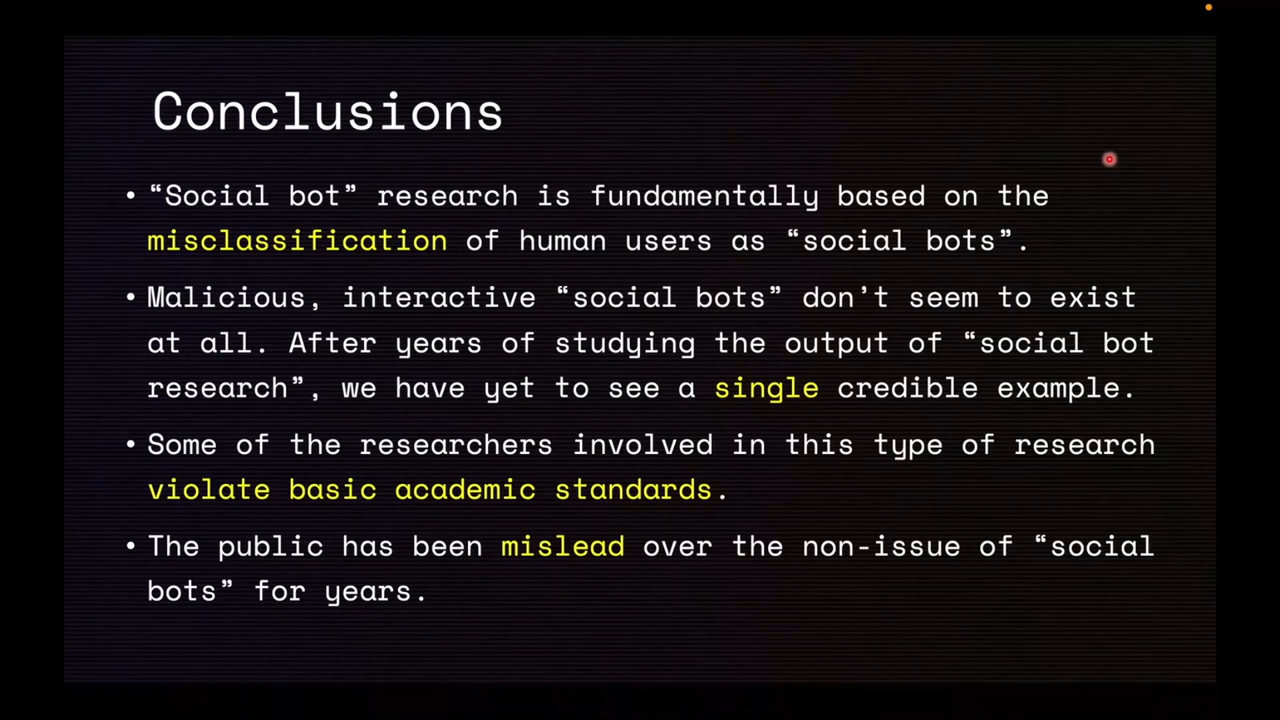 Conclusions
• “Social bot” research is fundamentally based on the
misclassification of human users as “social bots”.
• Malicious, interactive “social bots” don’t seem to exist
at all. After years of studying the output of “social bot
research”, we have yet to see a single credible example.
• Some of the researchers involved in this type of research
violate basic academic standards.
• The public has been mislead over the non-issue of “social
bots” for years.